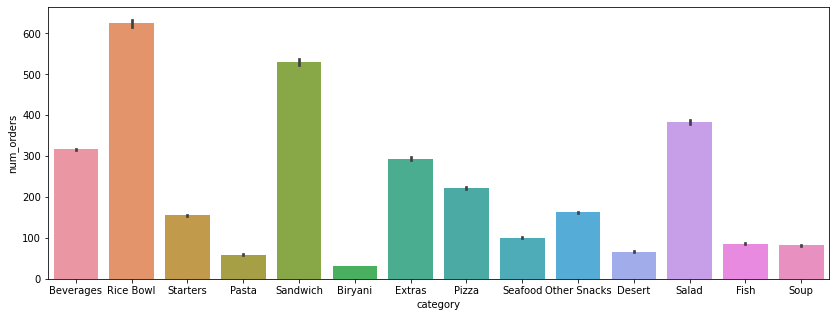 600
500
400
300
200
100
0
num_orders
Beverages Rice Bowl Starters Pasta Sandwich Biryani Extras Pizza Seafood Other Snacks Desert Salad Fish Soup
category